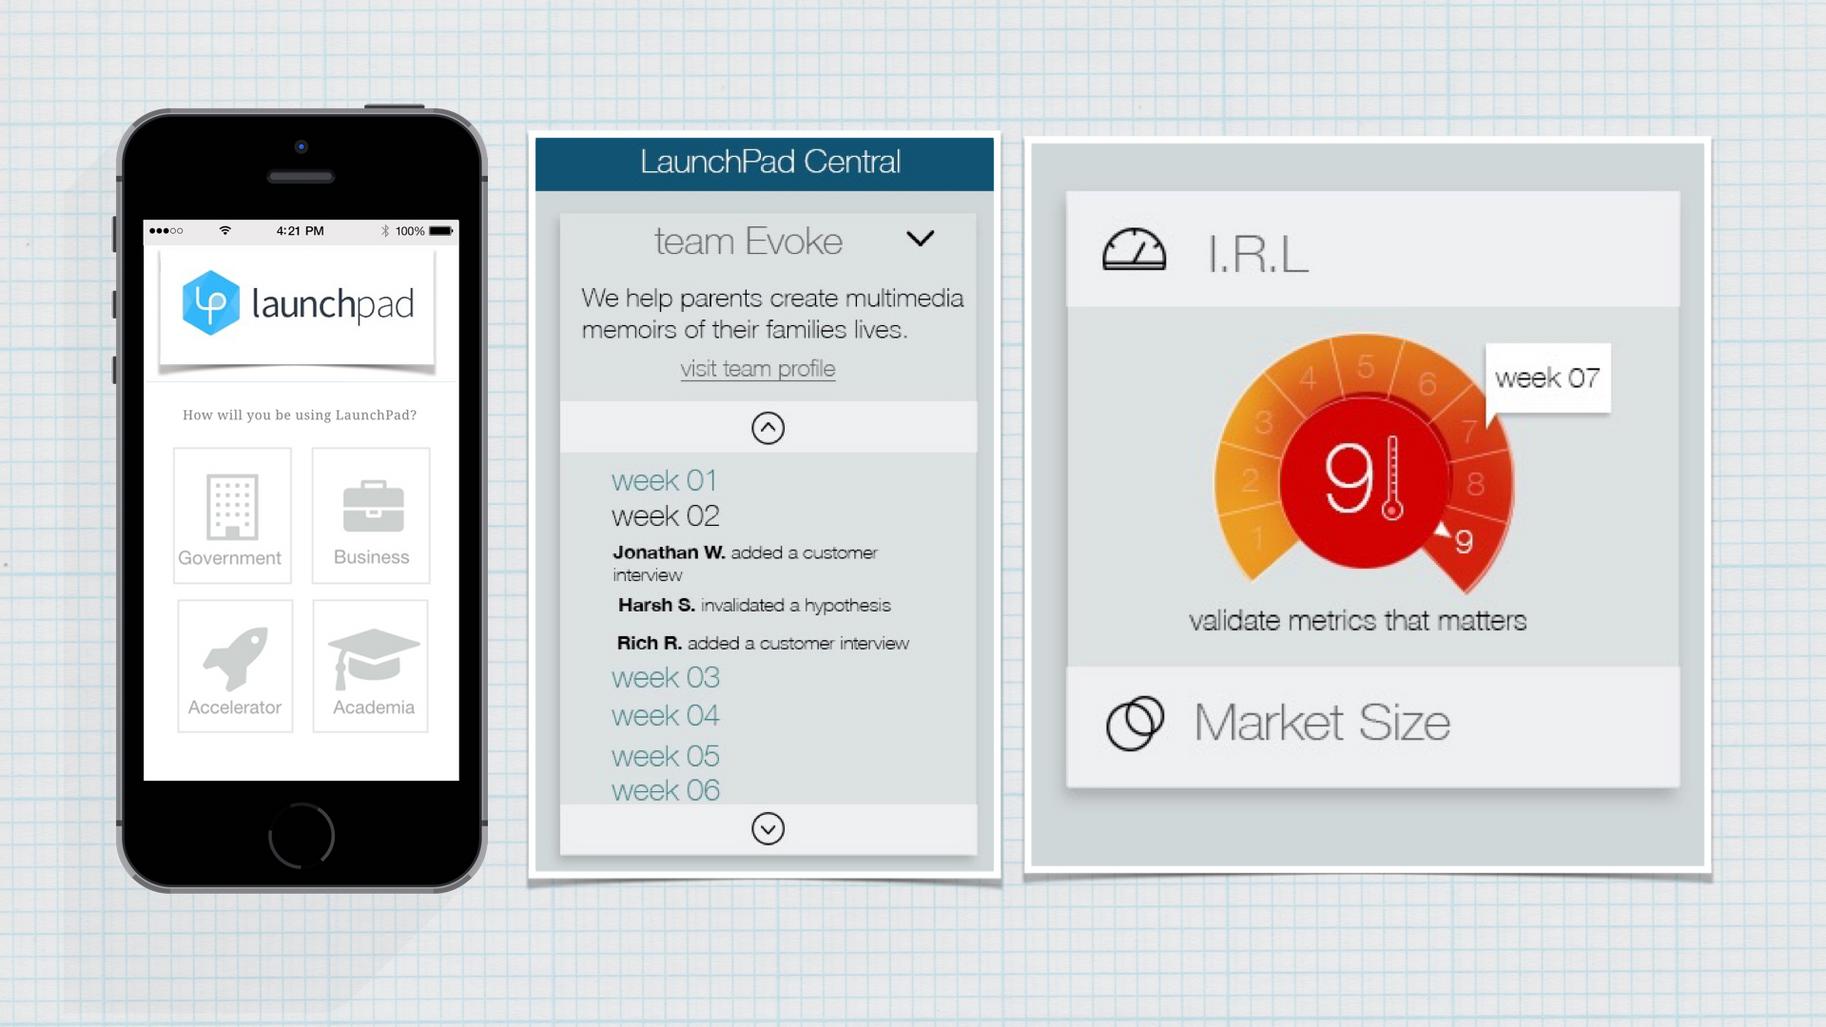 4:21 PM
100%
launchpad
How will you be using LaunchPad?
Government
Business
Accelerator
Academia
LaunchPad Central
team Evoke
We help parents create multimedia
memoirs of their families lives.
visit team profile
week 01
week 02
Jonathan W. added a customer
interview
Harsh S. invalidated a hypothesis
Rich R. added a customer interview
week 03
week 04
week 05
week 06
I.R.L
1
2
3
4
5
6
7
8
9
week 07
9
validate metrics that matters
Market Size